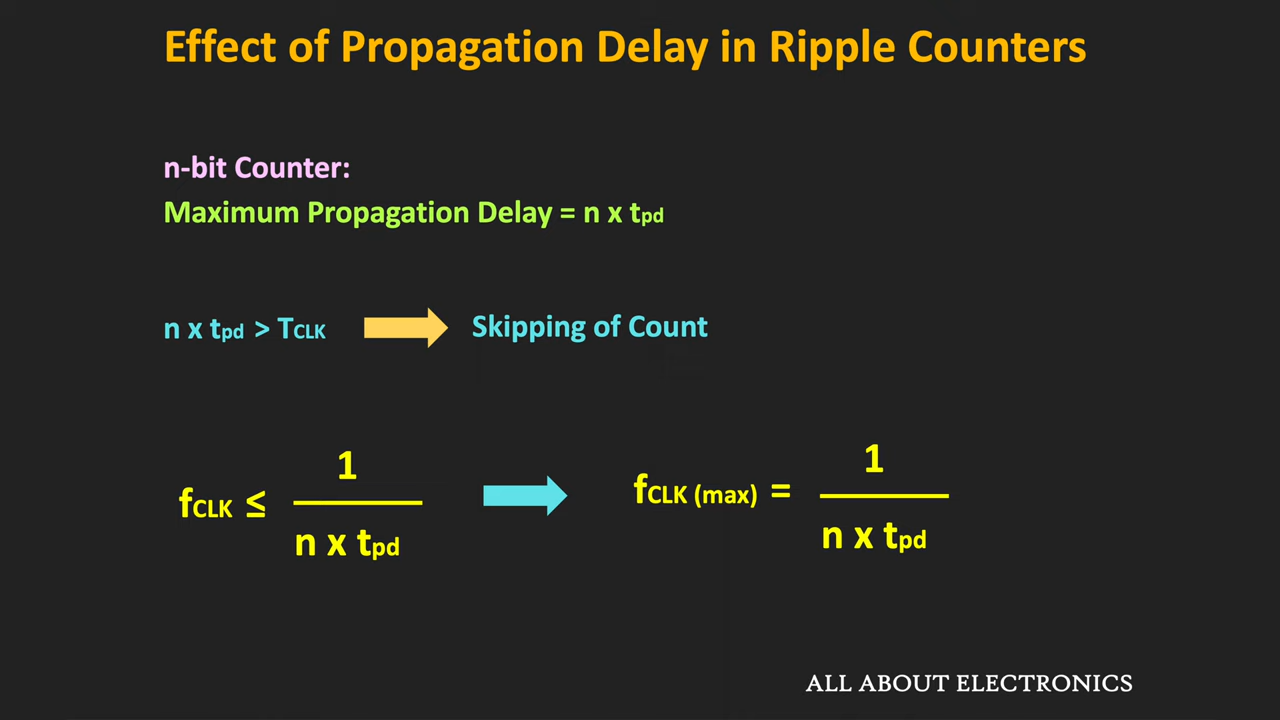 Effect of Propagation Delay in Ripple Counters
n-bit Counter:
Maximum Propagation Delay = n x tpd
n x tpd > TCLK
Skipping of Count
fCLK ≤ 1 / n x tpd
fCLK (max) = 1 / n x tpd
ALL ABOUT ELECTRONICS